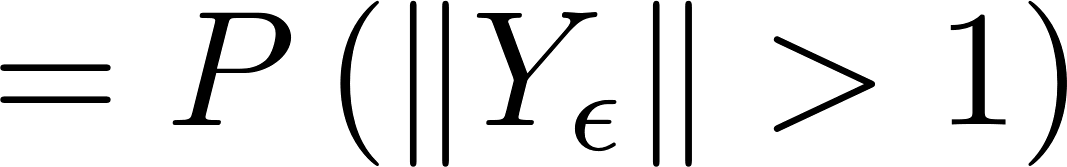 = P (‖Y_ϵ‖ > 1)